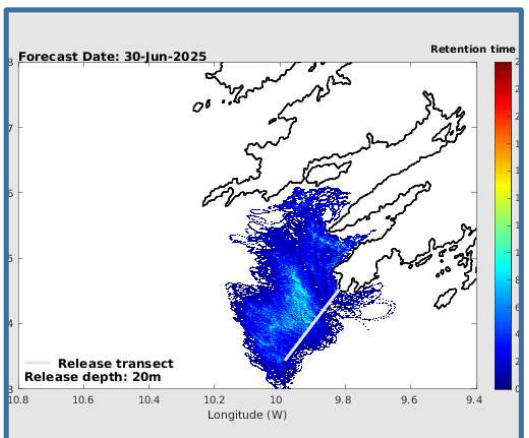 Retention time
Forecast Date: 30-Jun-2025
Release transect
Release depth: 20m
10.8 10.6 10.4 10.2 10 9.8 9.6 9.4
Longitude (W)